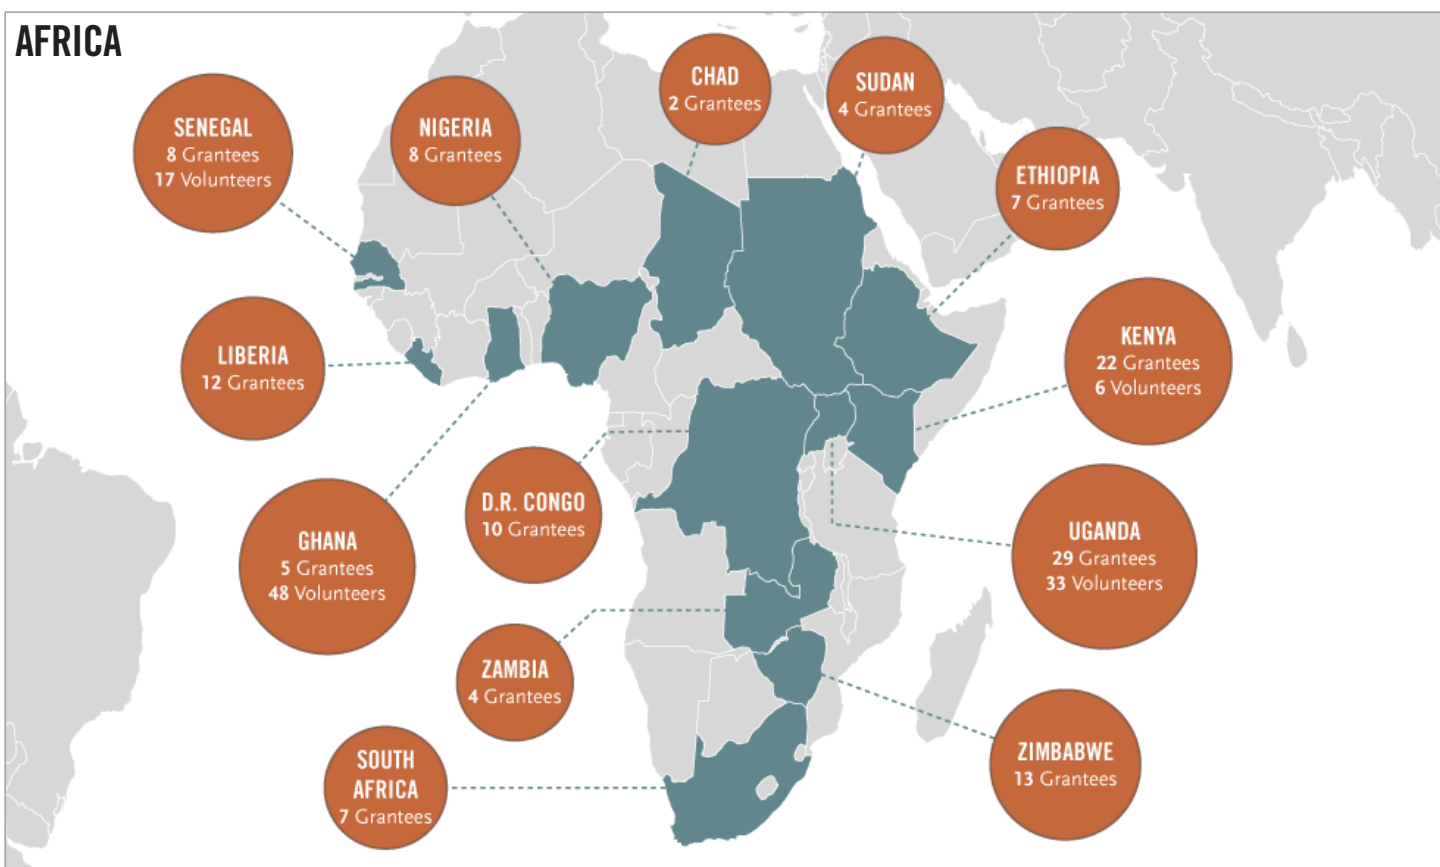 AFRICA
SENEGAL
8 Grantees
17 Volunteers
NIGERIA
8 Grantees
CHAD
2 Grantees
SUDAN
4 Grantees
ETHIOPIA
7 Grantees
LIBERIA
12 Grantees
KENYA
22 Grantees
6 Volunteers
GHANA
5 Grantees
48 Volunteers
D.R. CONGO
10 Grantees
UGANDA
29 Grantees
33 Volunteers
ZAMBIA
4 Grantees
ZIMBABWE
13 Grantees
SOUTH
AFRICA
7 Grantees